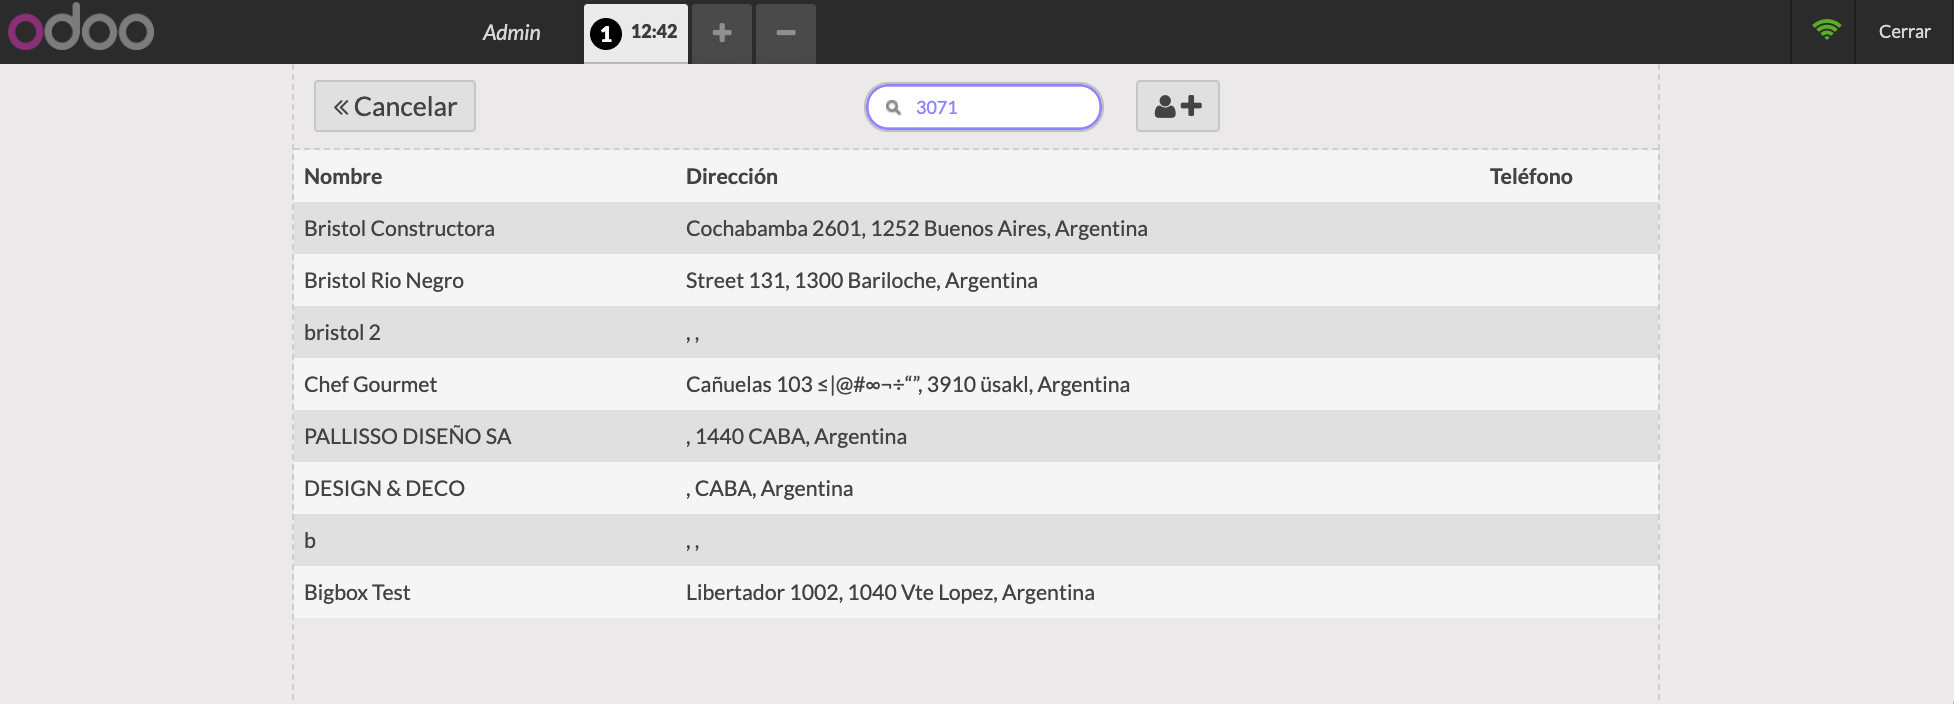 odoo Admin 1 12:42 Cerrar
Cancelar 3071
Nombre Dirección Teléfono
Bristol Constructora Cochabamba 2601, 1252 Buenos Aires, Argentina
Bristol Rio Negro Street 131, 1300 Bariloche, Argentina
bristol 2 , ,
Chef Gourmet Cañuelas 103 ≤|@#∞¬÷“”, 3910 üsakl, Argentina
PALLISSO DISEÑO SA , 1440 CABA, Argentina
DESIGN & DECO , CABA, Argentina
b , ,
Bigbox Test Libertador 1002, 1040 Vte Lopez, Argentina